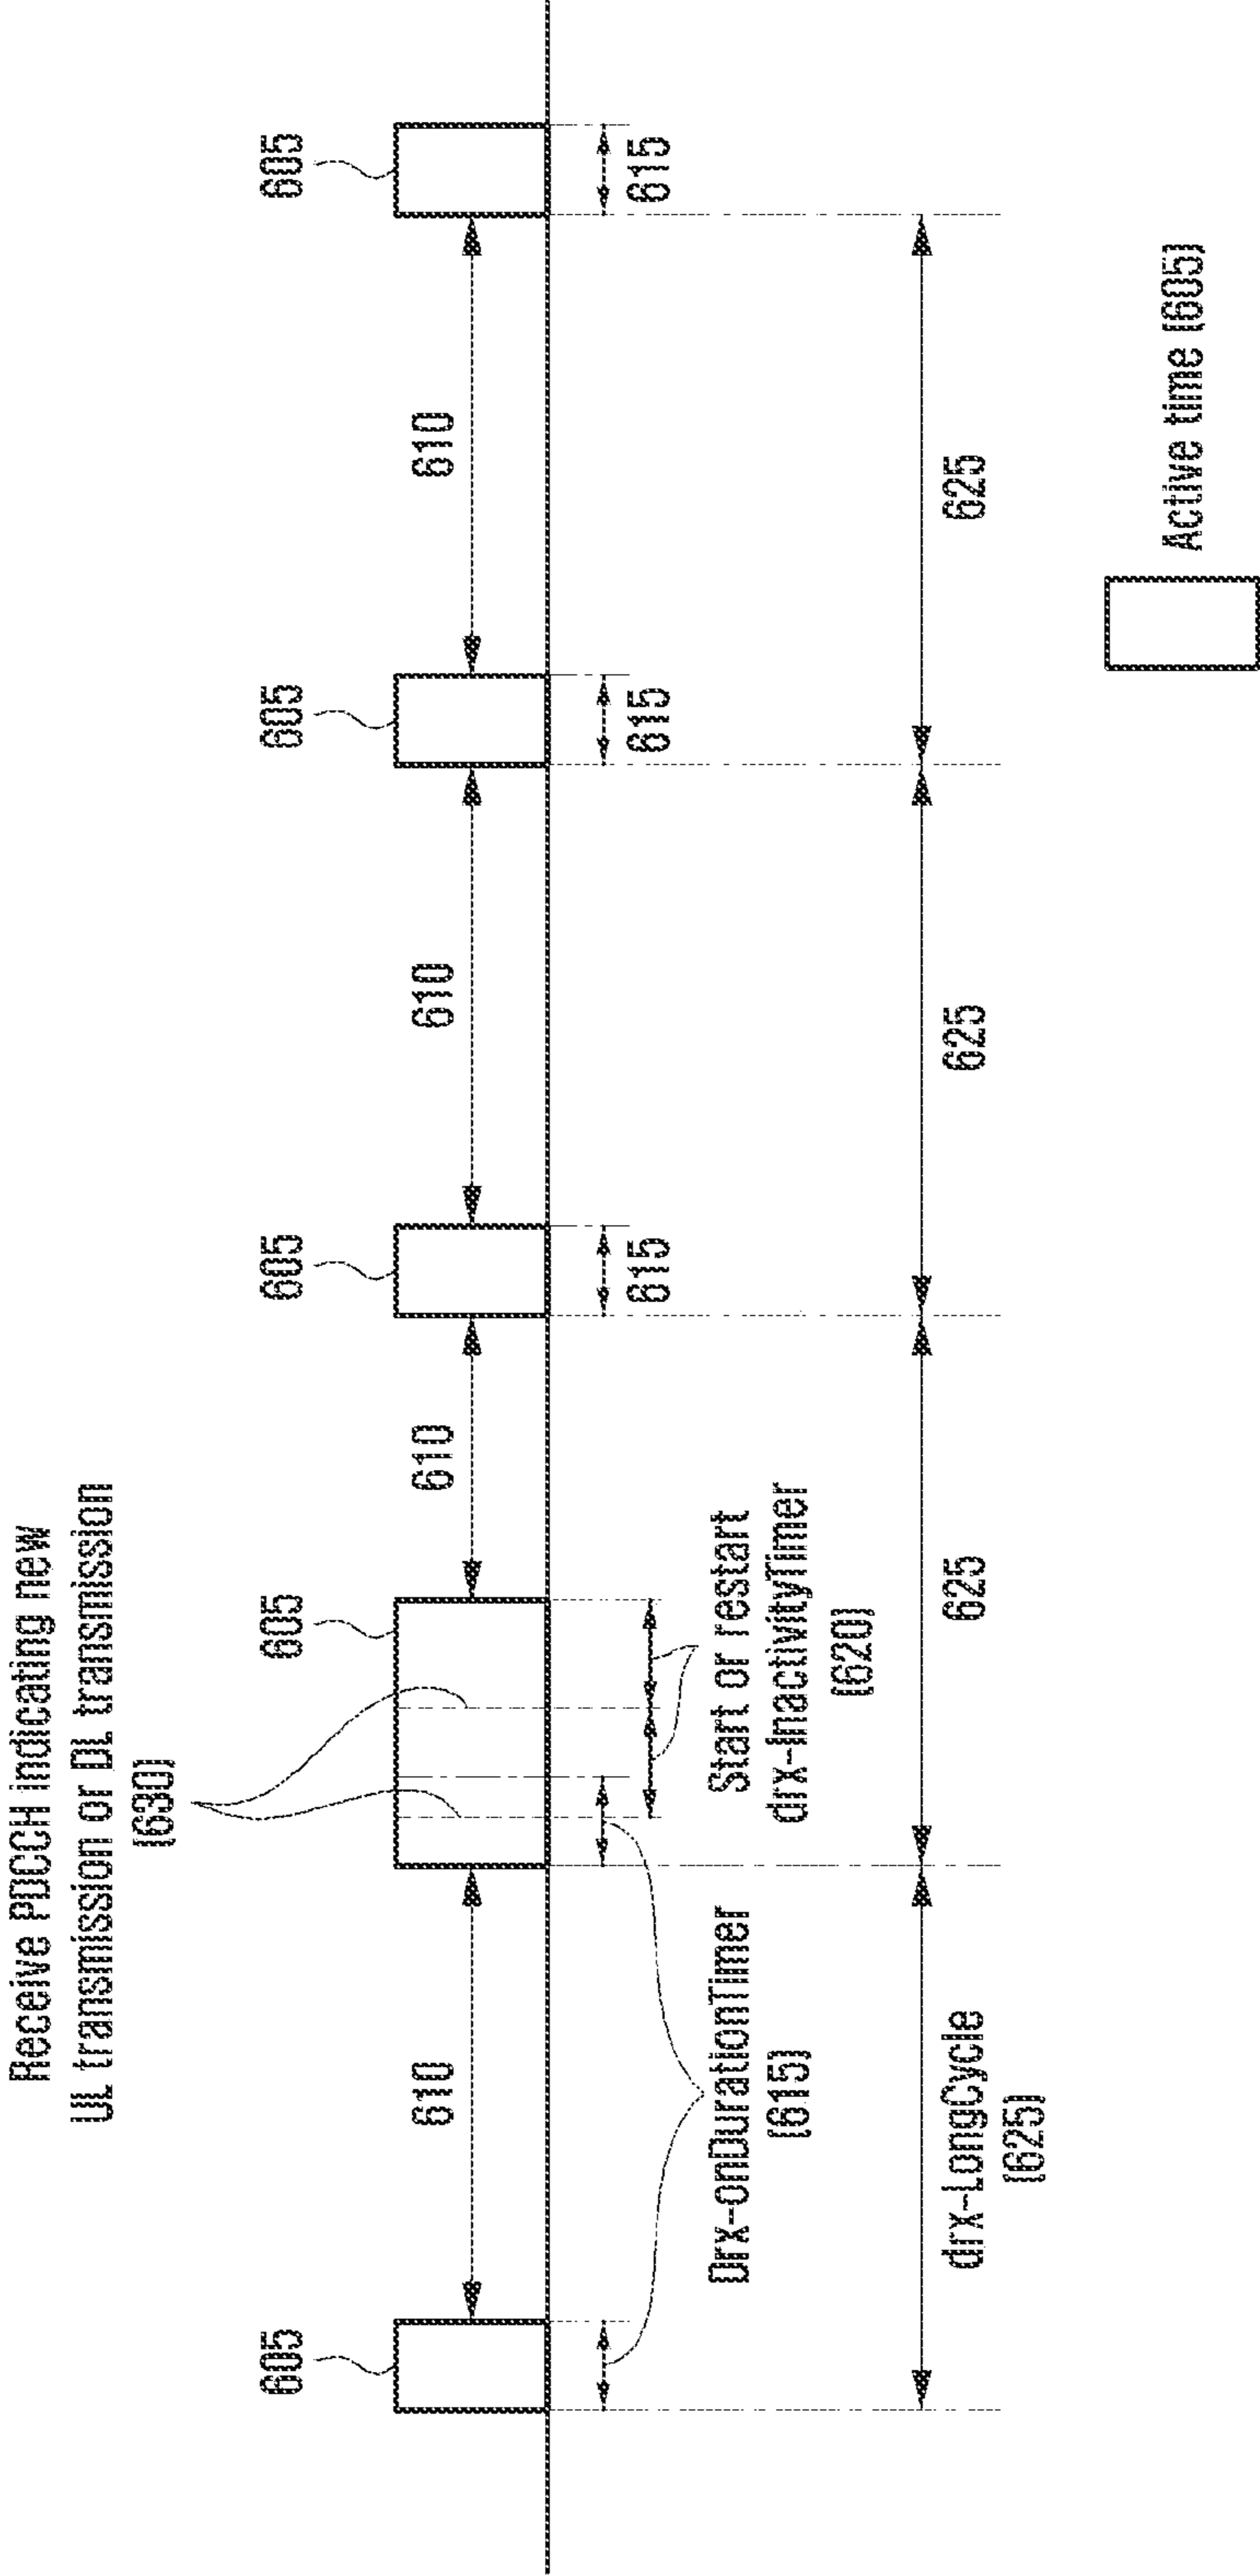 Receive PDCCH indicating new
UL transmission or DL transmission
(630)
605
605
605
605
605
610
610
610
610
615
615
615
Drx-onDurationTimer
(615)
Start or restart
drx-InactivityTimer
(620)
drx-LongCycle
(625)
625
625
625
Active time (605)